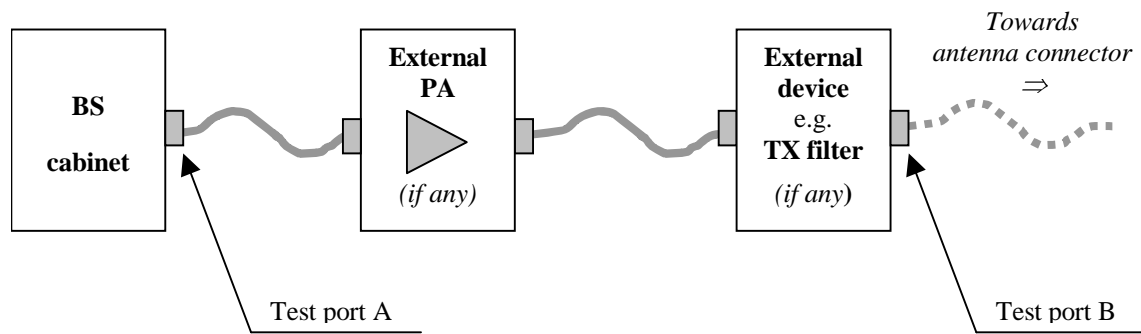 BS
cabinet
External
PA
(if any)
External
device
e.g.
TX filter
(if any)
Towards
antenna connector
⇒
Test port A
Test port B